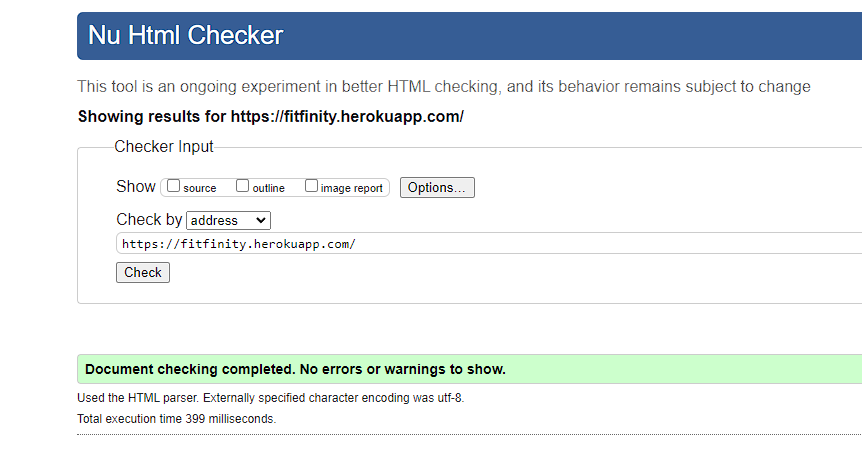 Nu Html Checker
This tool is an ongoing experiment in better HTML checking, and its behavior remains subject to change
Showing results for https://fitfinity.herokuapp.com/
Checker Input
Show source outline image report Options...
Check by address
https://fitfinity.herokuapp.com/
Check
Document checking completed. No errors or warnings to show.
Used the HTML parser. Externally specified character encoding was utf-8.
Total execution time 399 milliseconds.